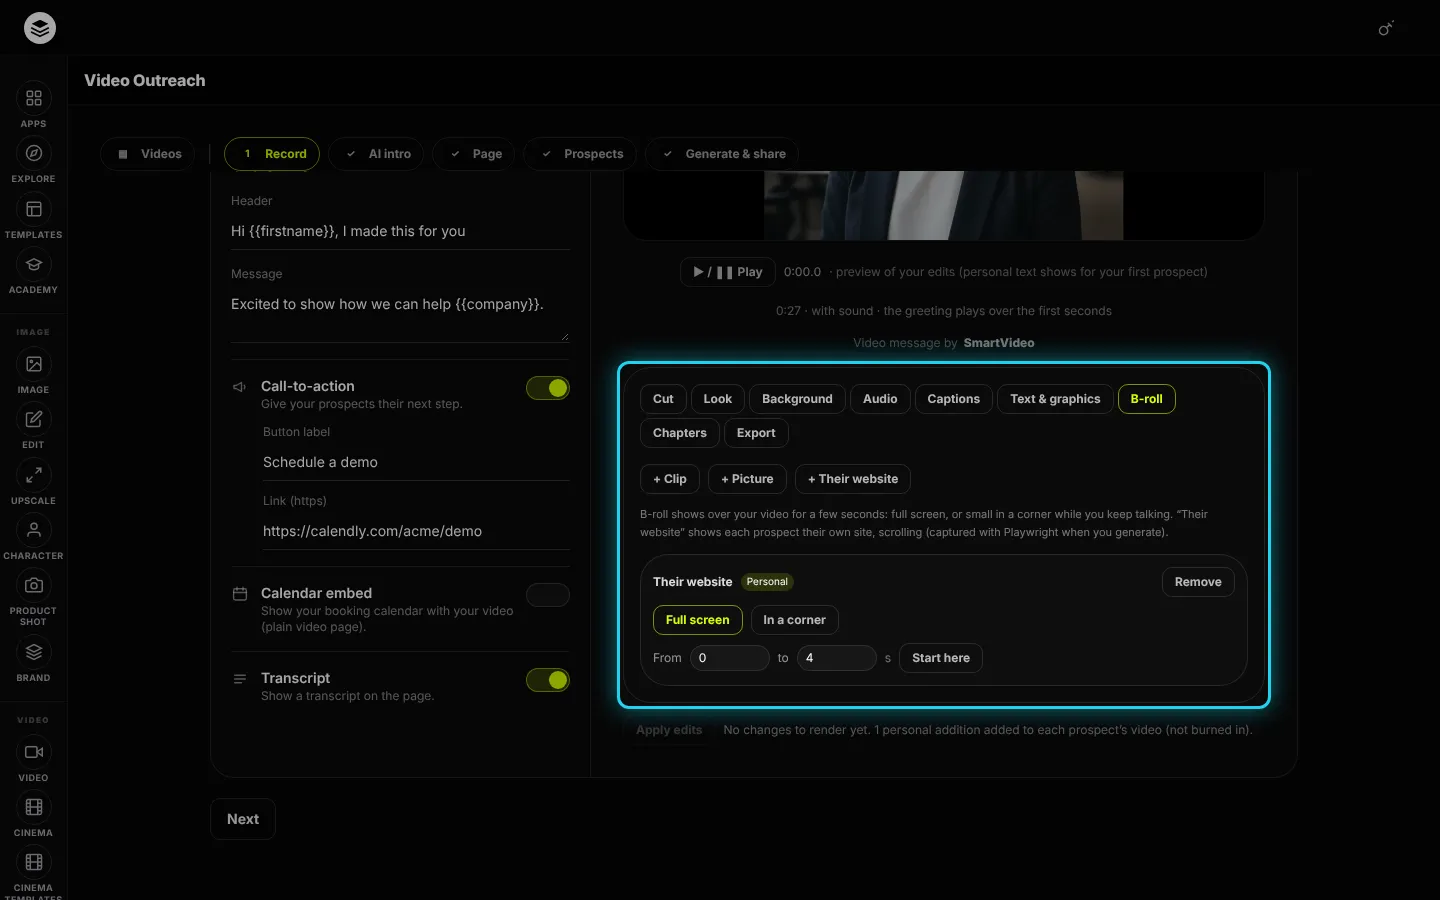 Video Outreach
APPS
EXPLORE
TEMPLATES
ACADEMY
IMAGE
IMAGE
EDIT
UPSCALE
CHARACTER
PRODUCT
SHOT
BRAND
VIDEO
VIDEO
CINEMA
CINEMA
TEMPLATES
Videos
1 Record
AI intro
Page
Prospects
Generate & share
Header
Hi {{firstname}}, I made this for you
Message
Excited to show how we can help {{company}}.
Call-to-action
Give your prospects their next step.
Button label
Schedule a demo
Link (https)
https://calendly.com/acme/demo
Calendar embed
Show your booking calendar with your video
(plain video page).
Transcript
Show a transcript on the page.
▶ / ❚❚ Play 0:00.0 · preview of your edits (personal text shows for your first prospect)
0:27 · with sound · the greeting plays over the first seconds
Video message by SmartVideo
Cut Look Background Audio Captions Text & graphics B-roll
Chapters Export
+ Clip + Picture + Their website
B-roll shows over your video for a few seconds: full screen, or small in a corner while you keep talking. “Their
website” shows each prospect their own site, scrolling (captured with Playwright when you generate).
Their website Personal Remove
Full screen In a corner
From 0 to 4 s Start here
Apply edits No changes to render yet. 1 personal addition added to each prospect’s video (not burned in).
Next